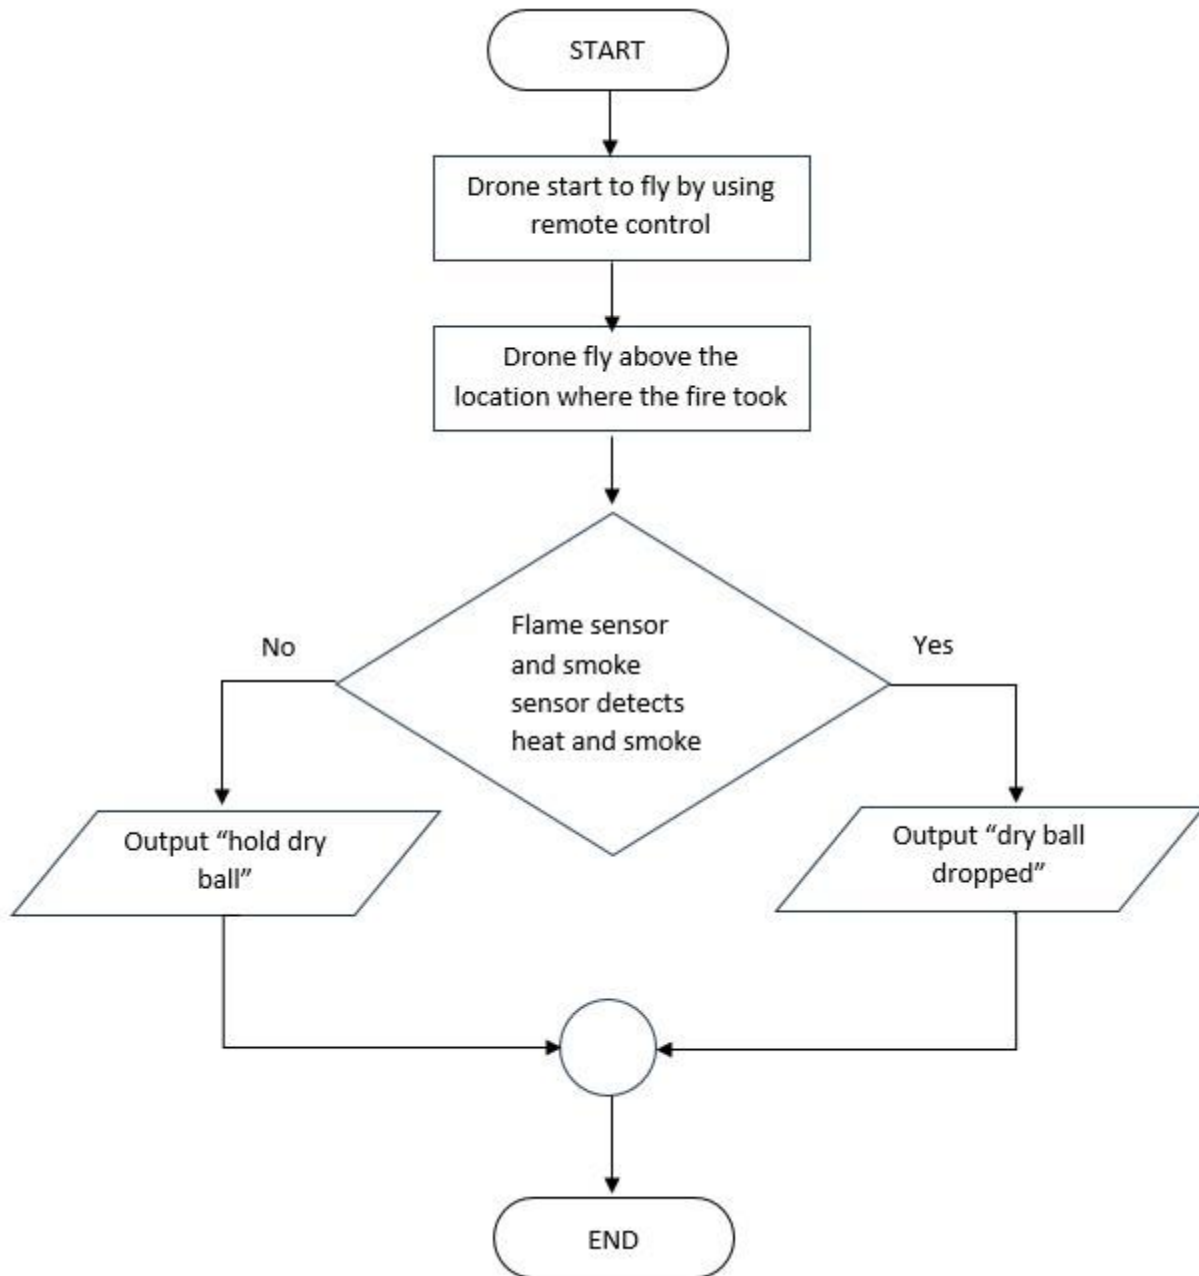 START
Drone start to fly by using
remote control
Drone fly above the
location where the fire took
Flame sensor
and smoke
sensor detects
heat and smoke
No
Yes
Output “hold dry
ball”
Output “dry ball
dropped”
END